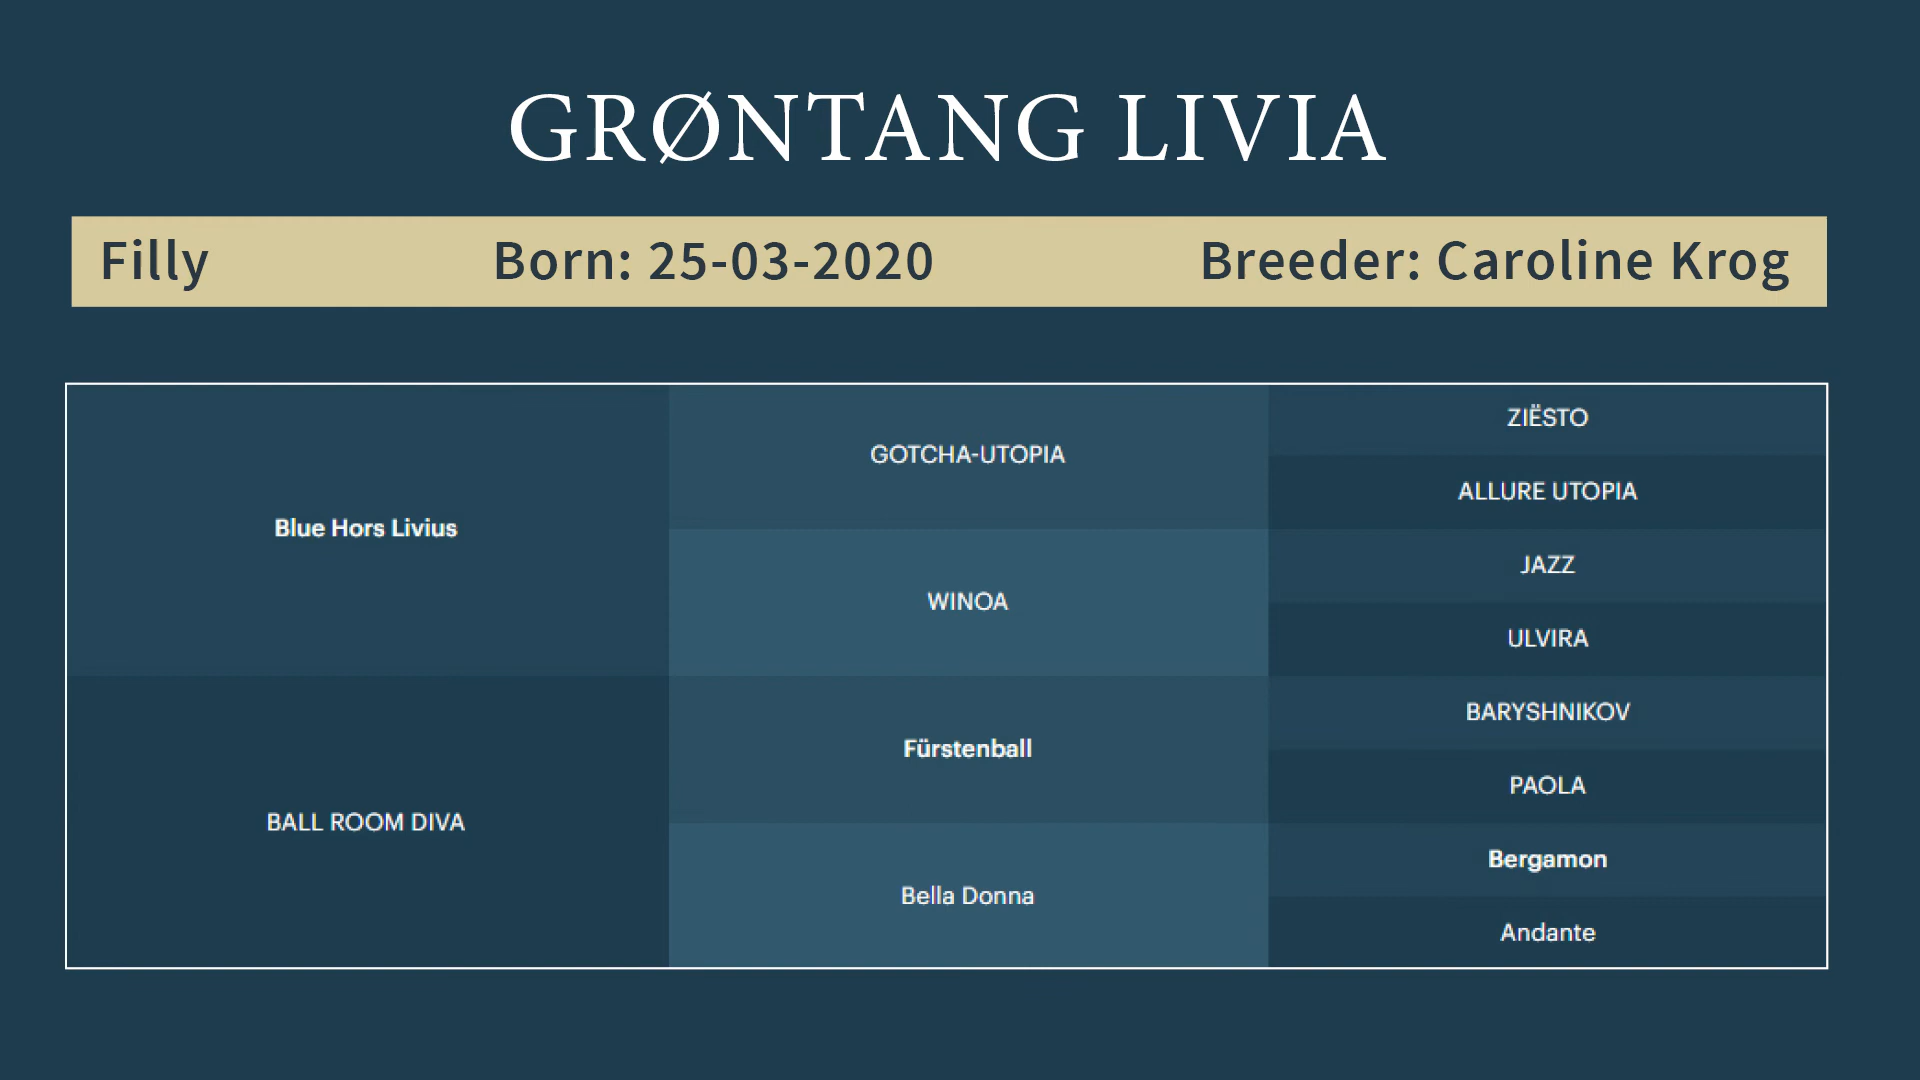 GRØNTANG LIVIA
Filly Born: 25-03-2020 Breeder: Caroline Krog
Blue Hors Livius
GOTCHA-UTOPIA
ZIËSTO
ALLURE UTOPIA
WINOA
JAZZ
ULVIRA
BALL ROOM DIVA
Fürstenball
BARYSHNIKOV
PAOLA
Bella Donna
Bergamon
Andante